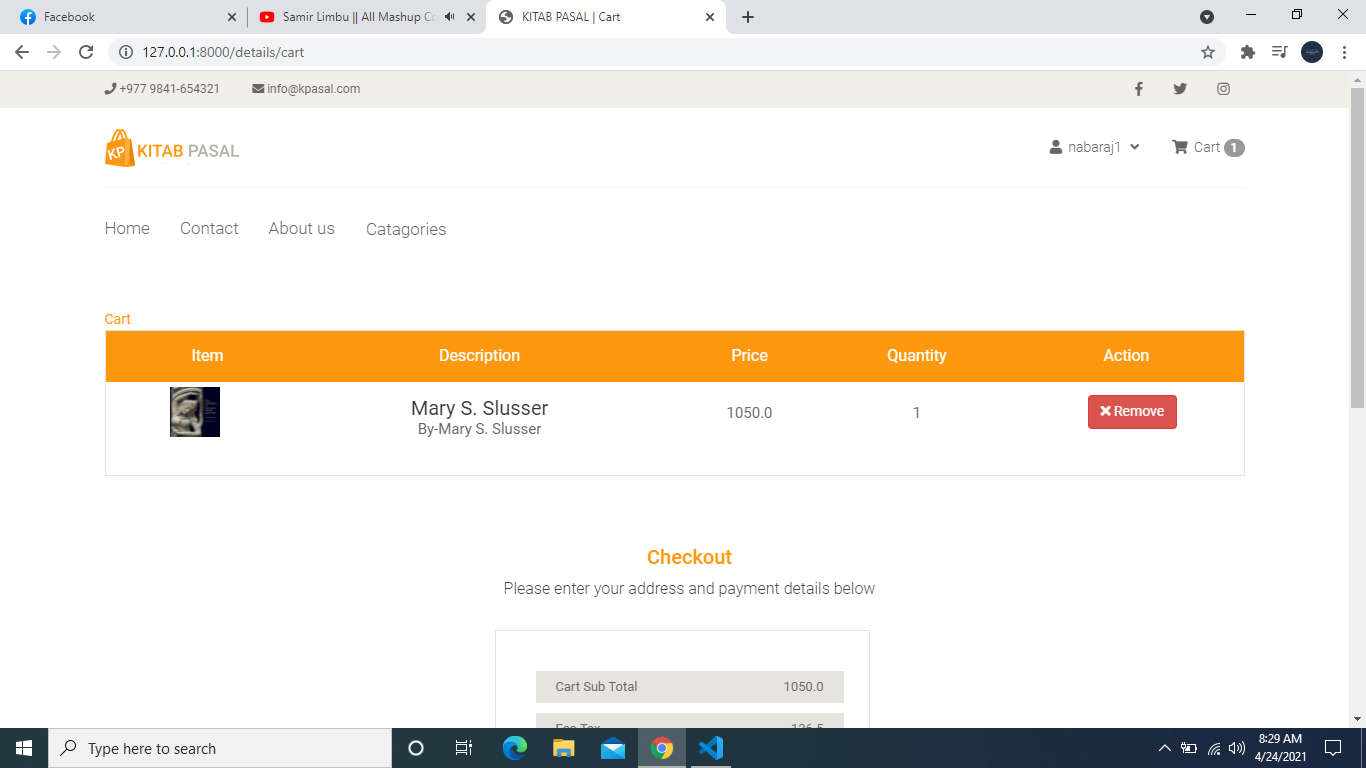 Facebook
Samir Limbu || All Mashup Co
KITAB PASAL | Cart
127.0.0.1:8000/details/cart
+977 9841-654321 info@kpasal.com
KP KITAB PASAL
nabaraj1 Cart 1
Home Contact About us Catagories
Cart
Item Description Price Quantity Action
Mary S. Slusser 1050.0 1 Remove
By-Mary S. Slusser
Checkout
Please enter your address and payment details below
Cart Sub Total 1050.0
Type here to search
8:29 AM
4/24/2021